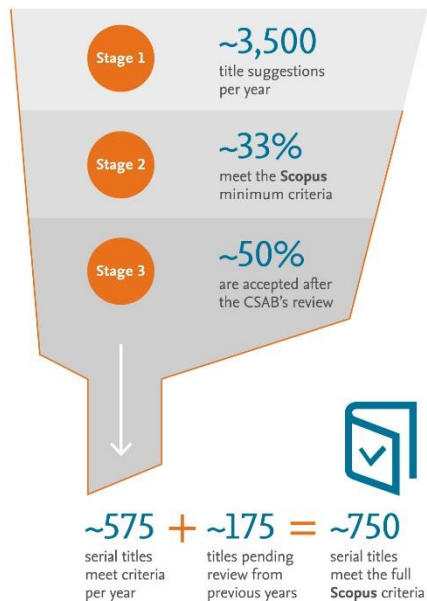 Stage 1
~3,500
title suggestions
per year
Stage 2
~33%
meet the Scopus
minimum criteria
Stage 3
~50%
are accepted after
the CSAB's review
~575 + ~175 = ~750
serial titles
meet criteria
per year
titles pending
review from
previous years
serial titles
meet the full
Scopus criteria